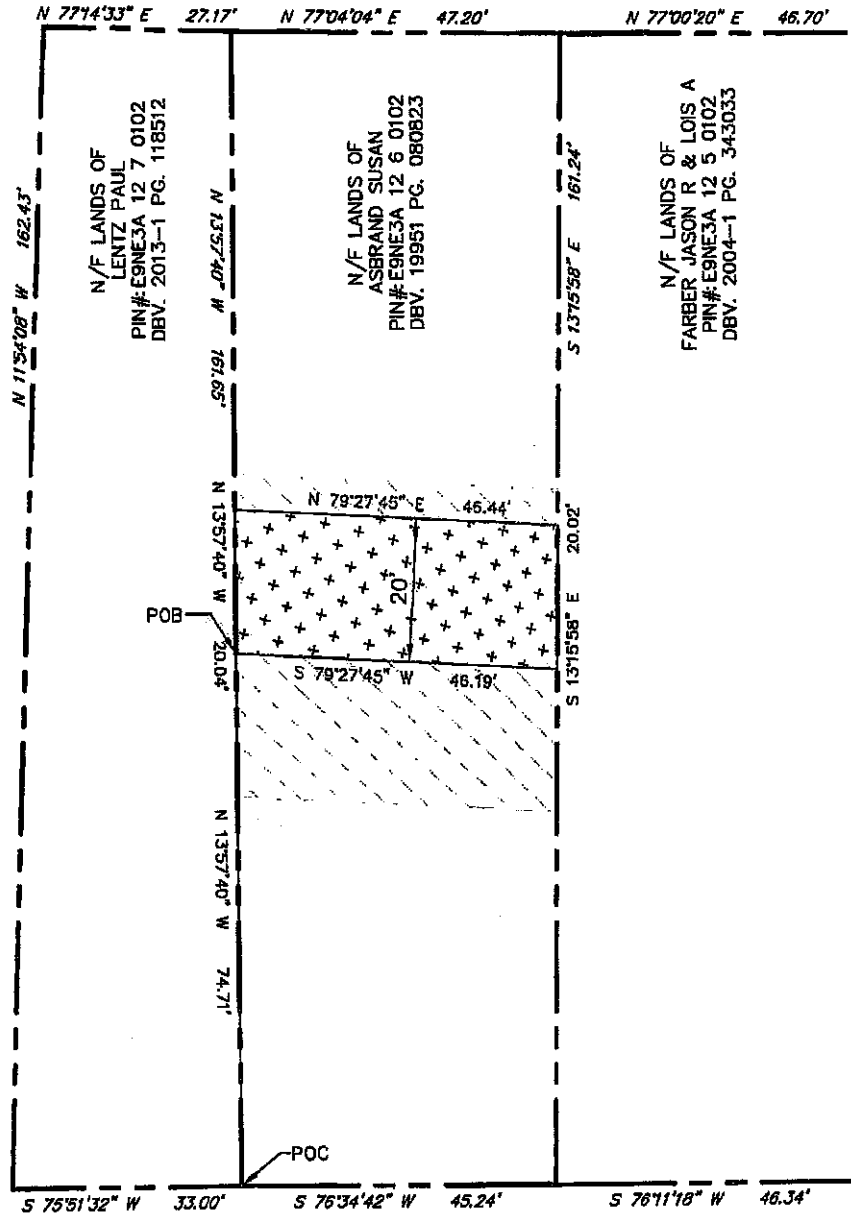 N 77°14'33" E 27.17' N 77°04'04" E 47.20' N 77°00'20" E 46.70'
N 11°54'08" W 162.43'
N/F LANDS OF
LENTZ PAUL
PIN#:E9NE3A 12 7 0102
DBV. 2013-1 PG. 118512
N 13°57'40" W 161.65'
N/F LANDS OF
ASBRAND SUSAN
PIN#:E9NE3A 12 6 0102
DBV. 19951 PG. 080823
S 13°15'58" E 161.24'
N/F LANDS OF
FARBER JASON R & LOIS A
PIN#:E9NE3A 12 5 0102
DBV. 2004-1 PG. 343033
N 79°27'45" E 46.44'
N 13°57'40" W 20.04'
20'
S 13°15'58" E 20.02'
POB
S 79°27'45" W 46.19'
N 13°57'40" W 74.71'
POC
S 75°51'32" W 33.00' S 76°34'42" W 45.24' S 76°11'18" W 46.34'